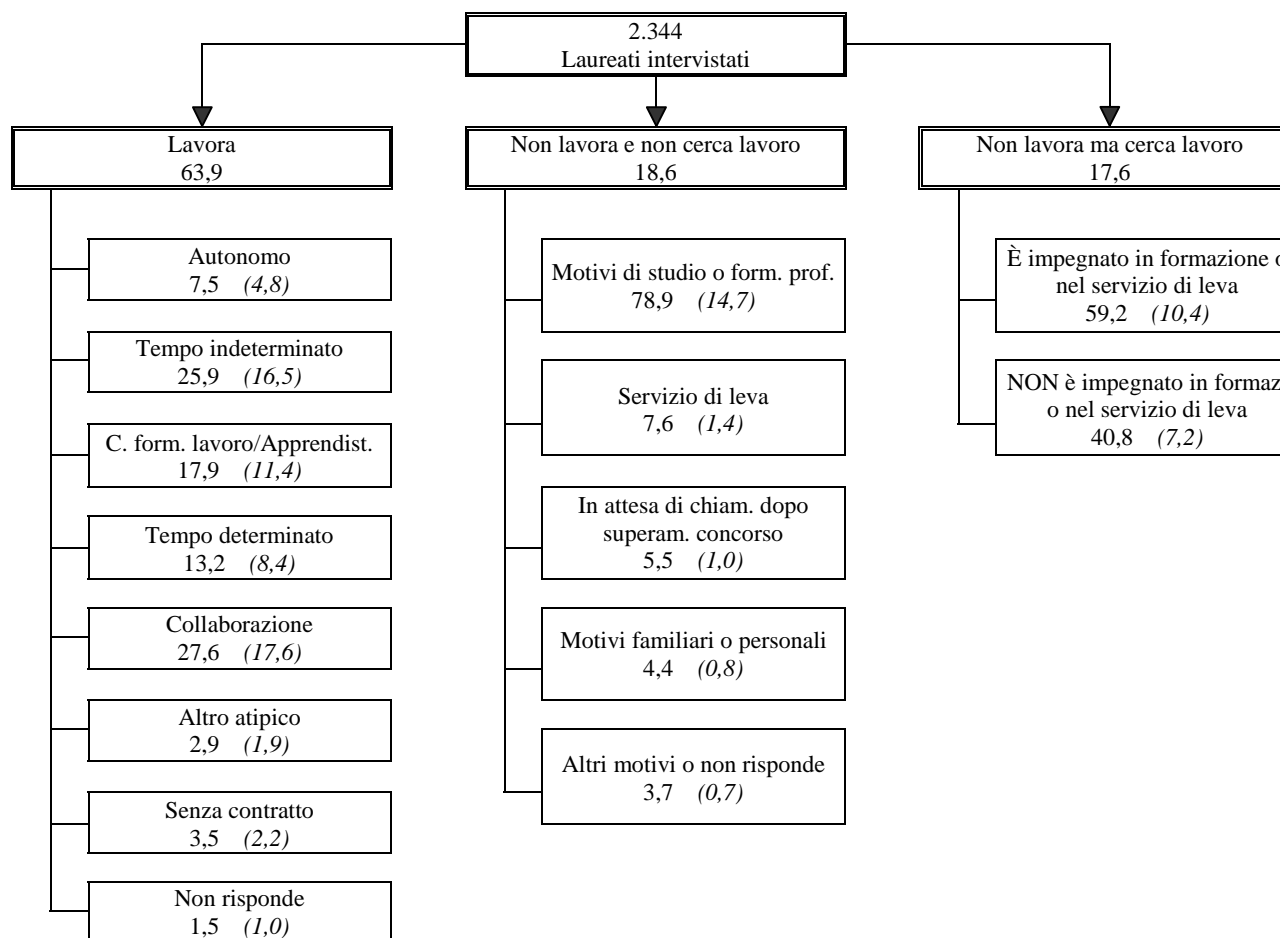 2.344
Laureati intervistati
Lavora
63,9
Autonomo
7,5 (4,8)
Tempo indeterminato
25,9 (16,5)
C. form. lavoro/Apprendist.
17,9 (11,4)
Tempo determinato
13,2 (8,4)
Collaborazione
27,6 (17,6)
Altro atipico
2,9 (1,9)
Senza contratto
3,5 (2,2)
Non risponde
1,5 (1,0)
Non lavora e non cerca lavoro
18,6
Motivi di studio o form. prof.
78,9 (14,7)
Servizio di leva
7,6 (1,4)
In attesa di chiam. dopo
superam. concorso
5,5 (1,0)
Motivi familiari o personali
4,4 (0,8)
Altri motivi o non risponde
3,7 (0,7)
Non lavora ma cerca lavoro
17,6
È impegnato in formazione o
nel servizio di leva
59,2 (10,4)
NON è impegnato in formaz
o nel servizio di leva
40,8 (7,2)